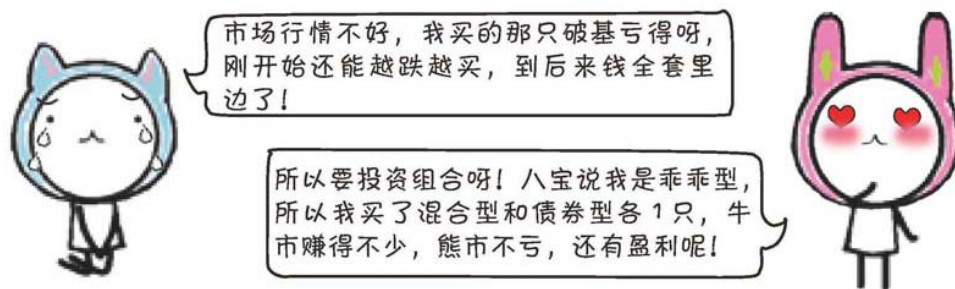 市场行情不好，我买的那只破基亏得呀，
刚开始还能越跌越买，到后来钱全套里
边了！
所以要投资组合呀！八宝说我是乖乖型，
所以我买了混合型和债券型各1只，牛
市赚得不少，熊市不亏，还有盈利呢！